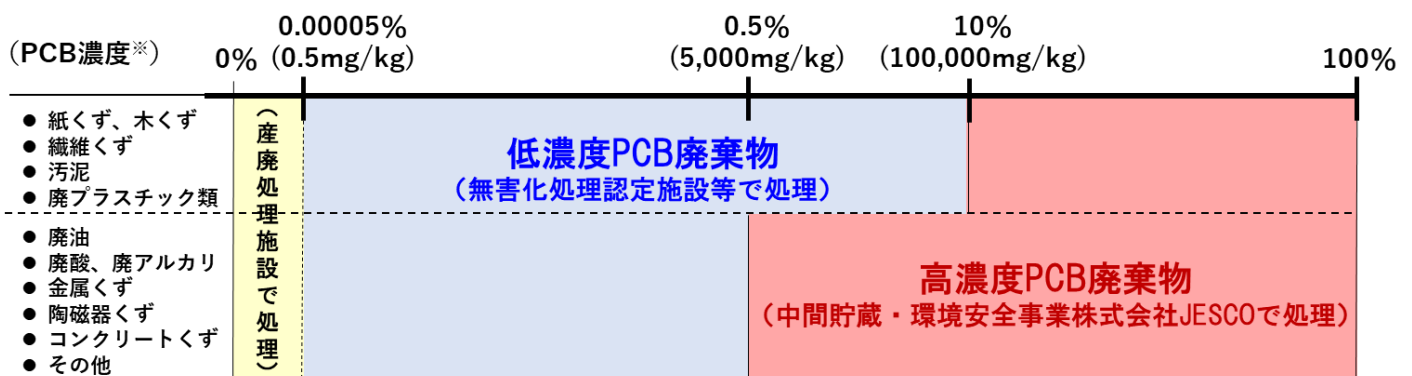 (PCB濃度※)
0%
0.00005%
(0.5mg/kg)
0.5%
(5,000mg/kg)
10%
(100,000mg/kg)
100%
● 紙くず、木くず
● 繊維くず
● 汚泥
● 廃プラスチック類
● 廃油
● 廃酸、廃アルカリ
● 金属くず
● 陶磁器くず
● コンクリートくず
● その他
(産廃処理施設で処理)
低濃度PCB廃棄物
(無害化処理認定施設等で処理)
高濃度PCB廃棄物
(中間貯蔵・環境安全事業株式会社JESCOで処理)